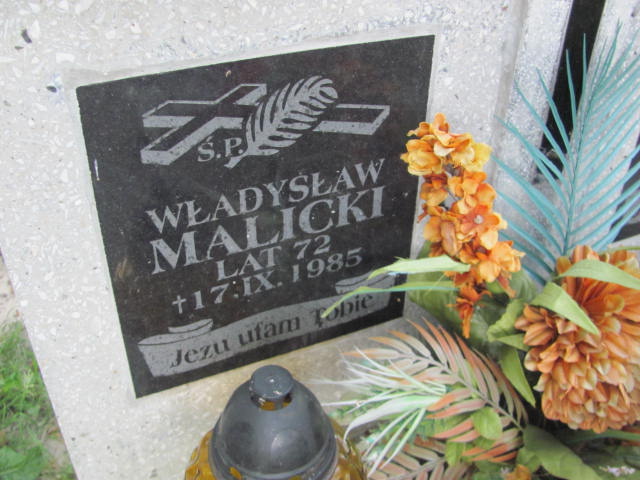 Ś.P.
WŁADYSŁAW
MALICKI
LAT 72
†17.IX.1985
Jezu ufam Tobie